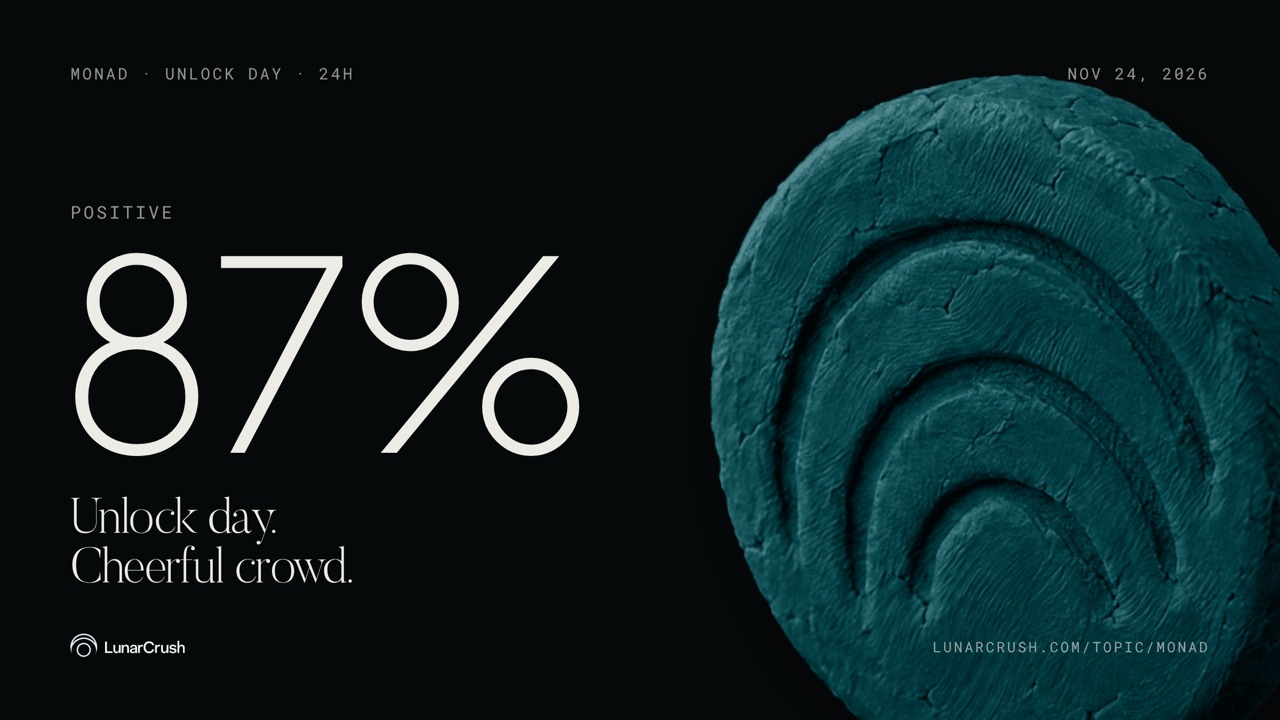 MONAD · UNLOCK DAY · 24H
NOV 24, 2026
POSITIVE
87%
Unlock day.
Cheerful crowd.
LunarCrush
LUNARCRUSH.COM/TOPIC/MONAD